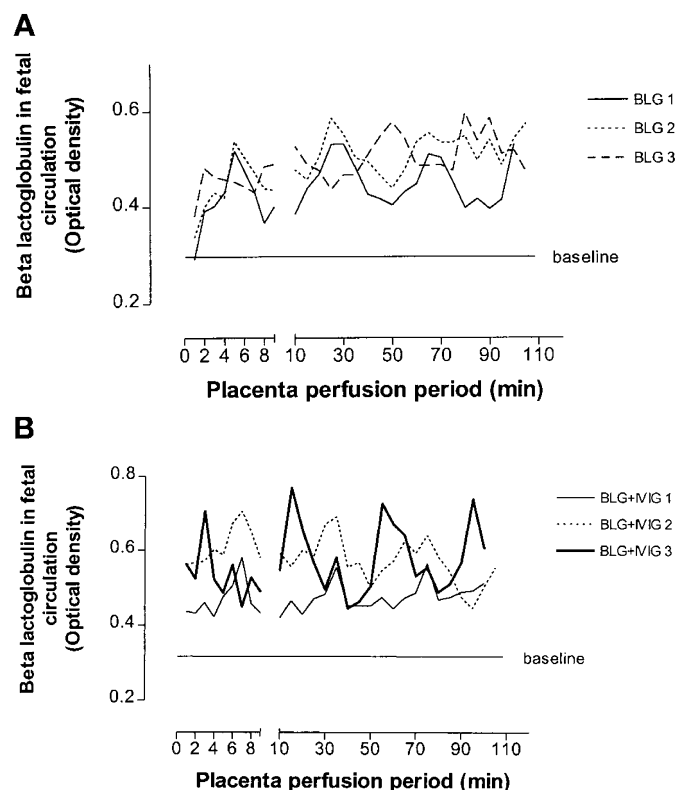 A
Beta lactoglobulin in fetal
circulation
(Optical density)
0.6
0.4
0.2
BLG 1
BLG 2
BLG 3
baseline
0 2 4 6 8 10 30 50 70 90 110
Placenta perfusion period (min)
B
Beta lactoglobulin in fetal
circulation
(Optical density)
0.8
0.6
0.4
0.2
BLG+IVIG 1
BLG+IVIG 2
BLG+IVIG 3
baseline
0 2 4 6 8 10 30 50 70 90 110
Placenta perfusion period (min)